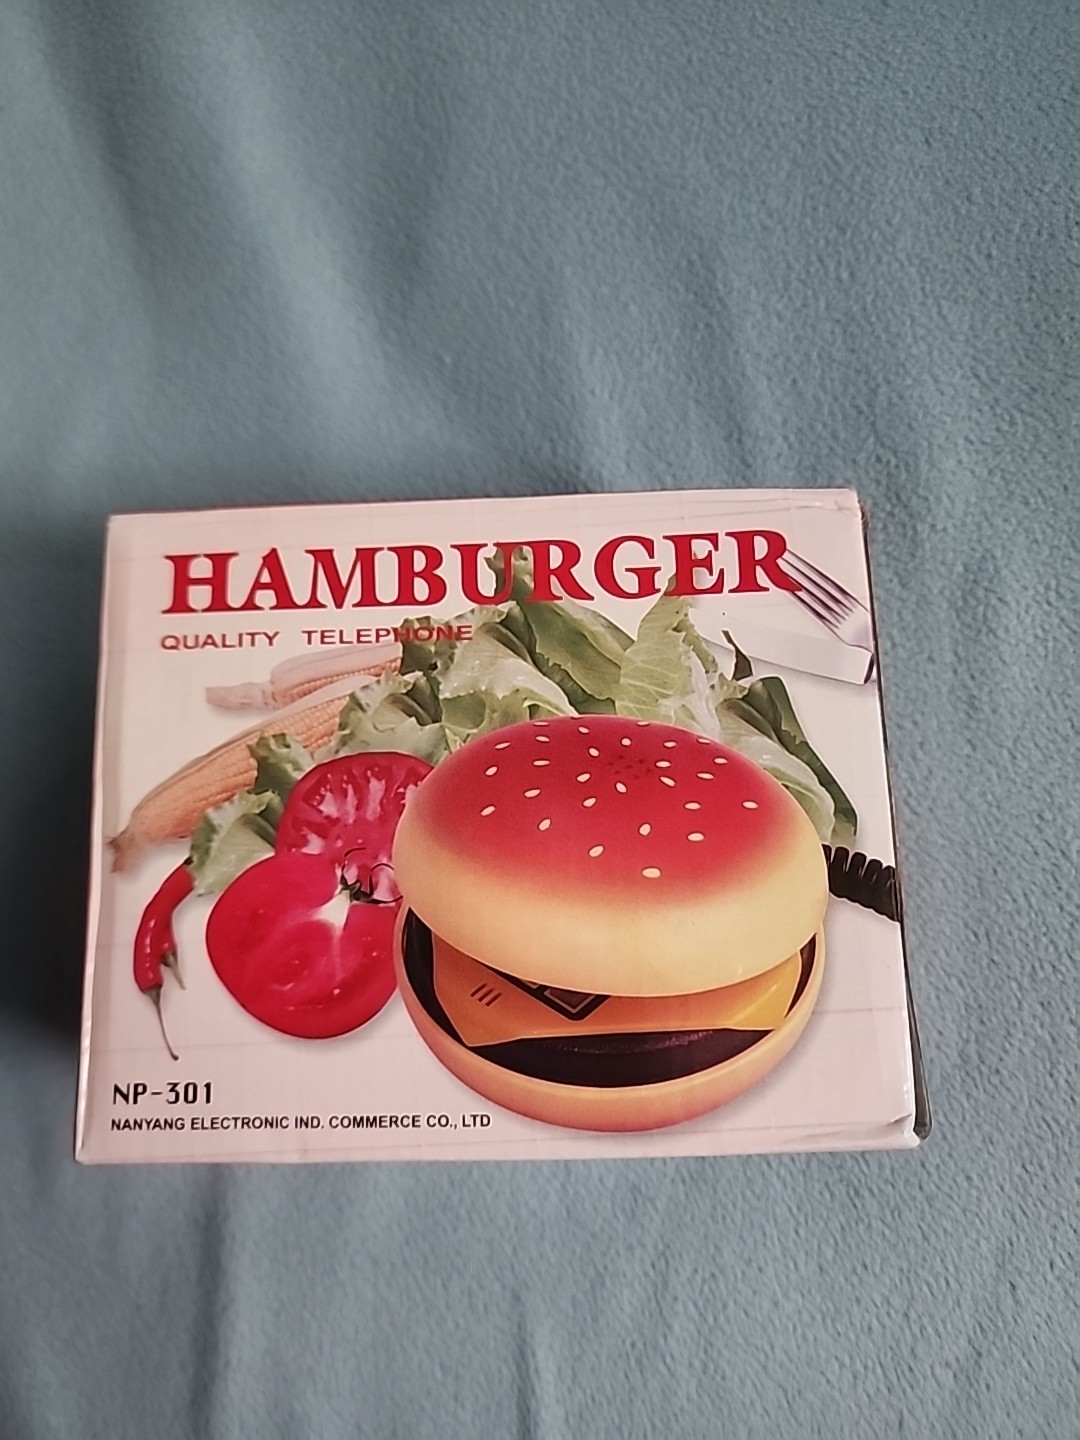 HAMBURGER
QUALITY TELEPHONE
NP-301
NANYANG ELECTRONIC IND. COMMERCE CO., LTD